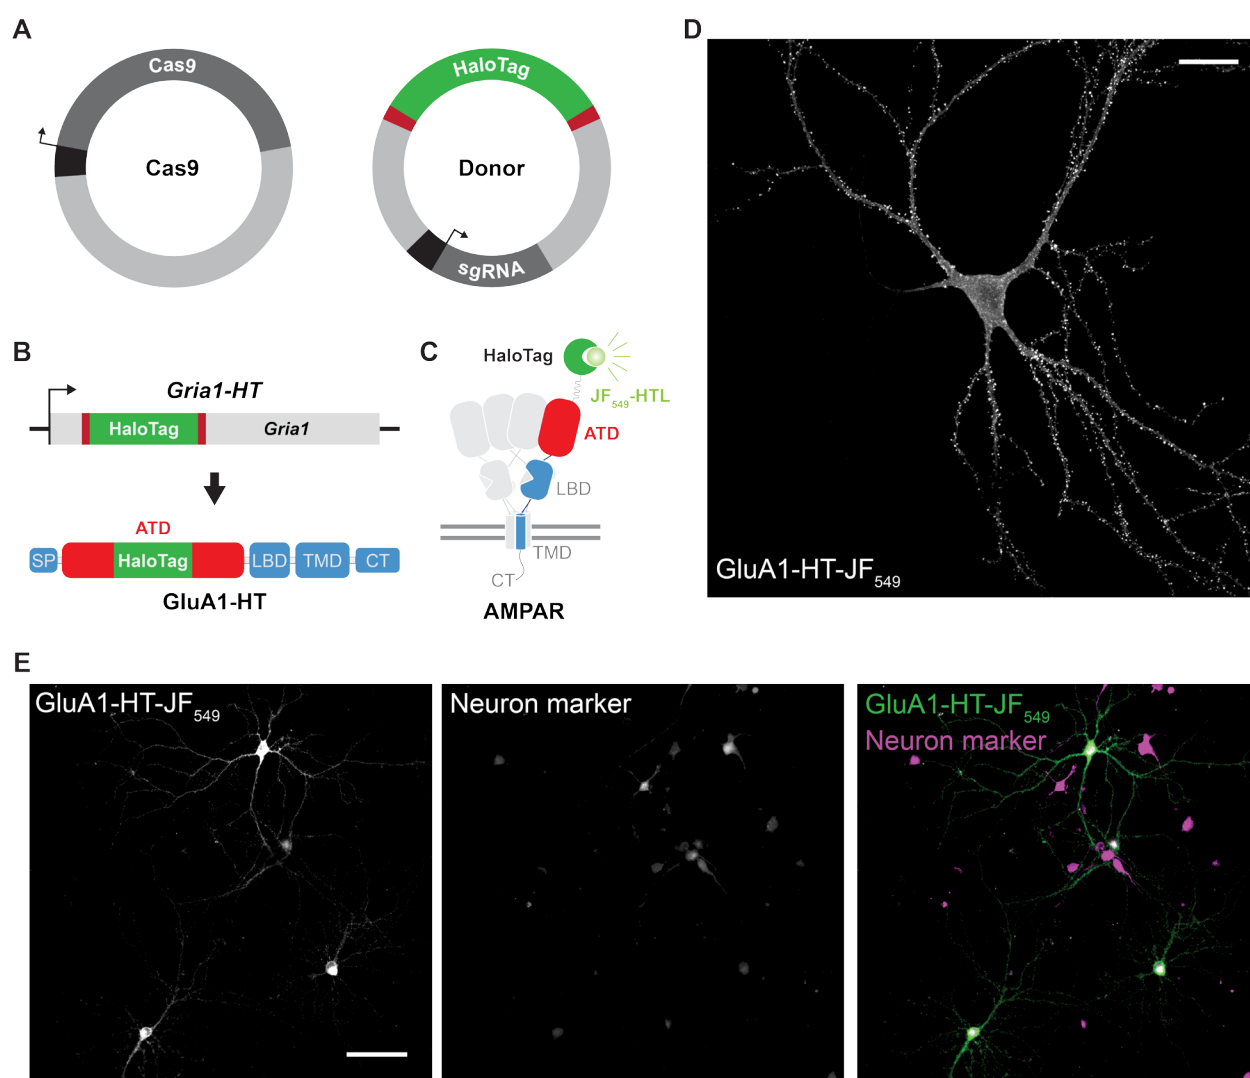 A
Cas9
Cas9
HaloTag
Donor
sgRNA
B
Gria1-HT
HaloTag
Gria1
ATD
SP
HaloTag
LBD
TMD
CT
GluA1-HT
C
HaloTag
JF549-HTL
ATD
LBD
TMD
CT
AMPAR
D
GluA1-HT-JF549
E
GluA1-HT-JF549
Neuron marker
GluA1-HT-JF549
Neuron marker